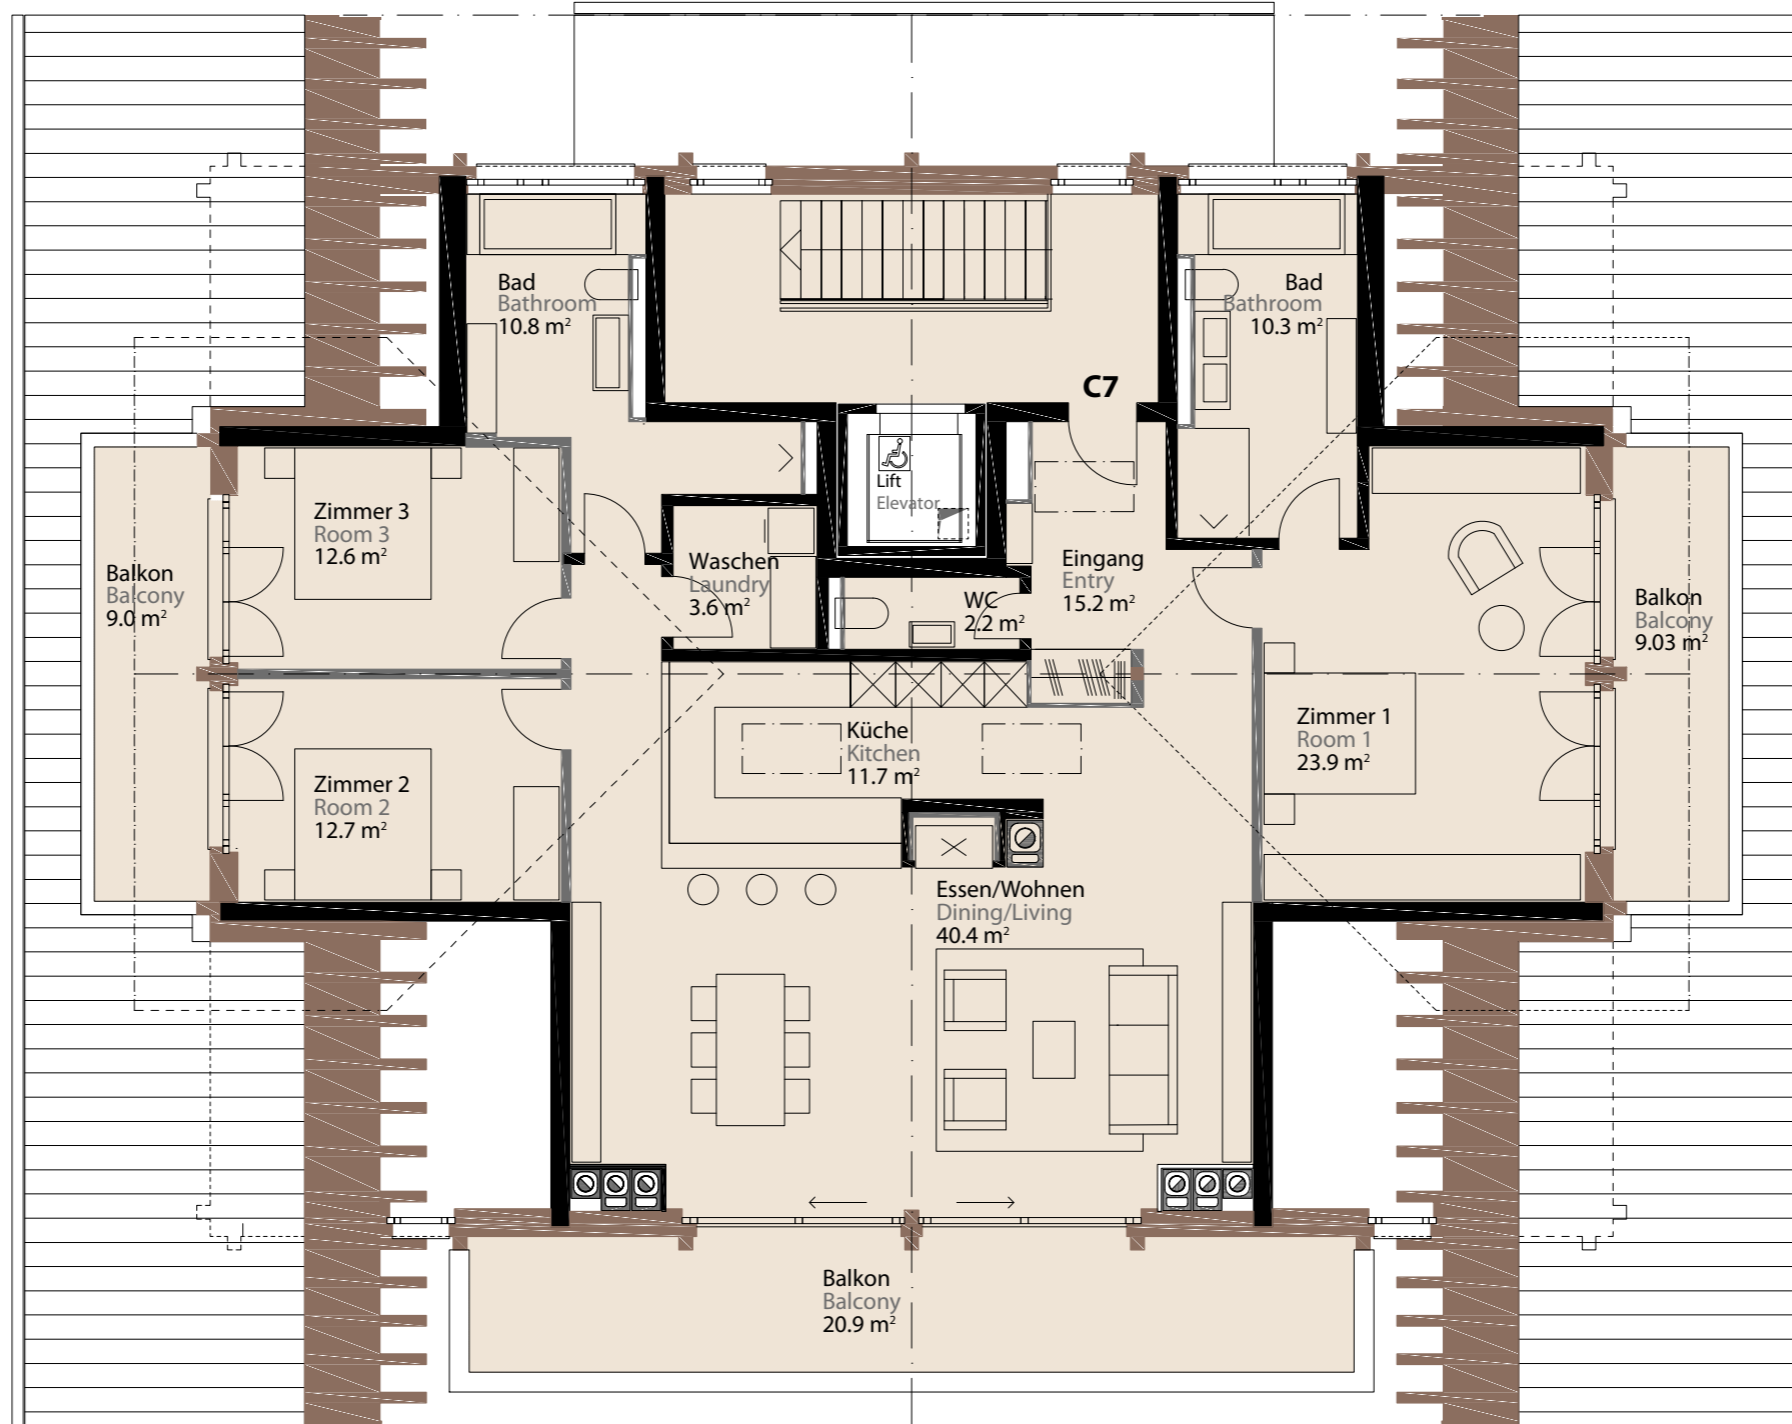 Bad
Bathroom
10.8 m²
Bad
Bathroom
10.3 m²
C7
Lift
Elevator
Zimmer 3
Room 3
12.6 m²
Balkon
Balcony
9.0 m²
Waschen
Laundry
3.6 m²
WC
2.2 m²
Eingang
Entry
15.2 m²
Balkon
Balcony
9.03 m²
Zimmer 1
Room 1
23.9 m²
Küche
Kitchen
11.7 m²
Zimmer 2
Room 2
12.7 m²
Essen/Wohnen
Dining/Living
40.4 m²
Balkon
Balcony
20.9 m²